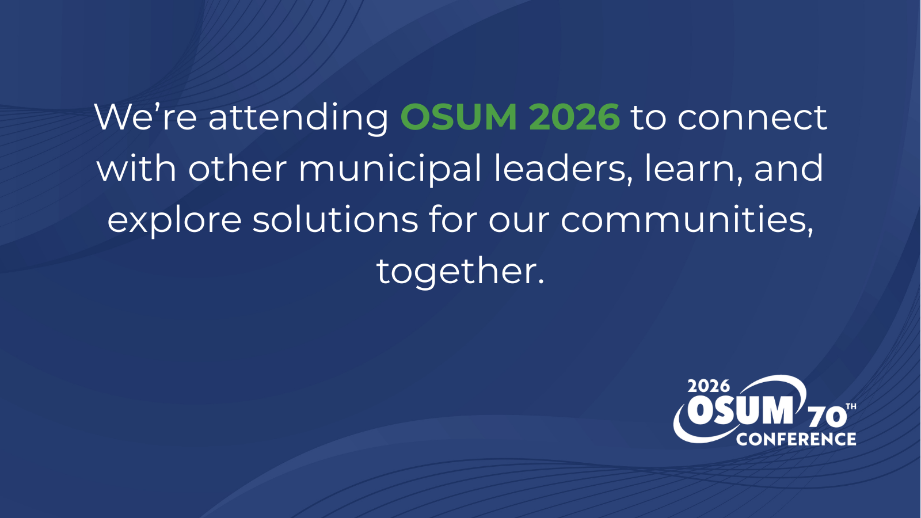 We’re attending OSUM 2026 to connect
with other municipal leaders, learn, and
explore solutions for our communities,
together.
2026
OSUM 70TH
CONFERENCE